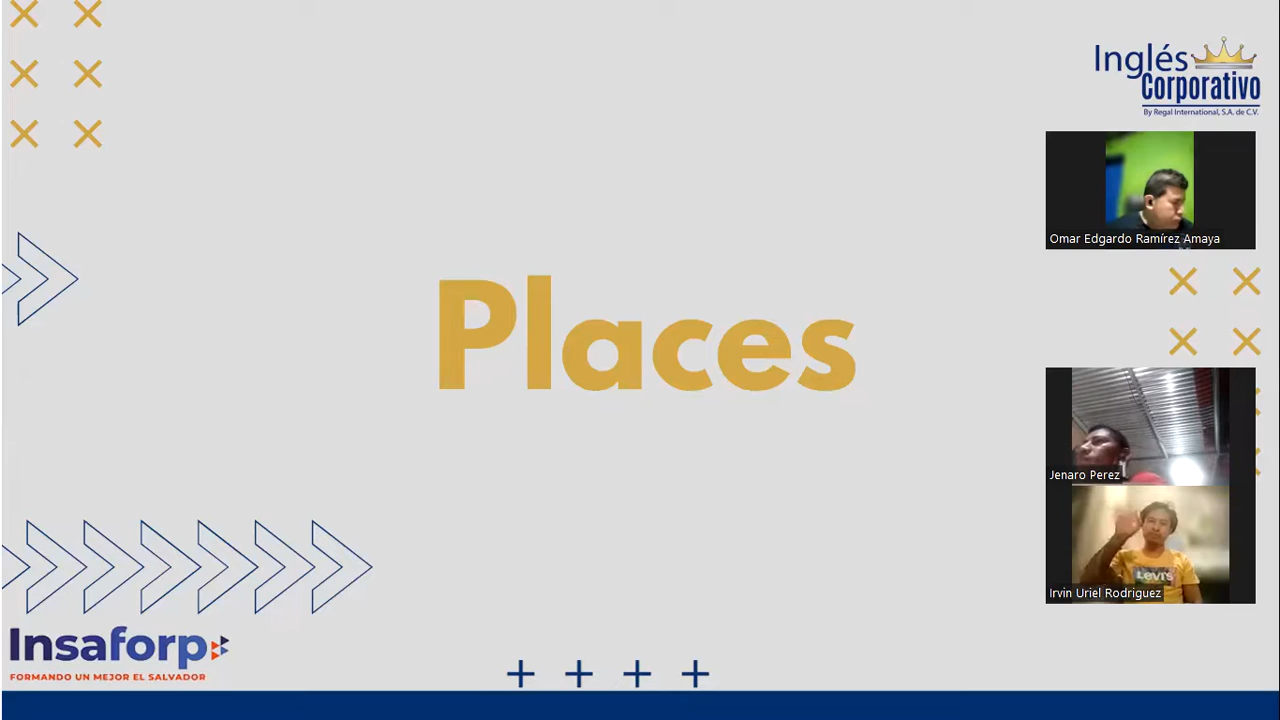 Inglés
Corporativo
By Regal International, S.A. de C.V.
Omar Edgardo Ramírez Amaya
Places
Jenaro Perez
Levi's
Irvin Uriel Rodriguez
Insaforp
FORMANDO UN MEJOR EL SALVADOR